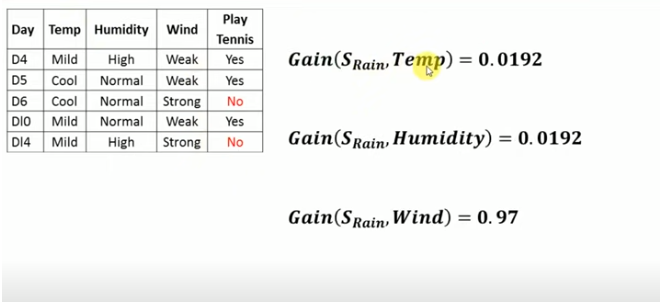 Day Temp Humidity Wind Play Tennis
D4 Mild High Weak Yes
D5 Cool Normal Weak Yes
D6 Cool Normal Strong No
D10 Mild Normal Weak Yes
D14 Mild High Strong No
Gain(S_Rain, Temp) = 0.0192
Gain(S_Rain, Humidity) = 0.0192
Gain(S_Rain, Wind) = 0.97